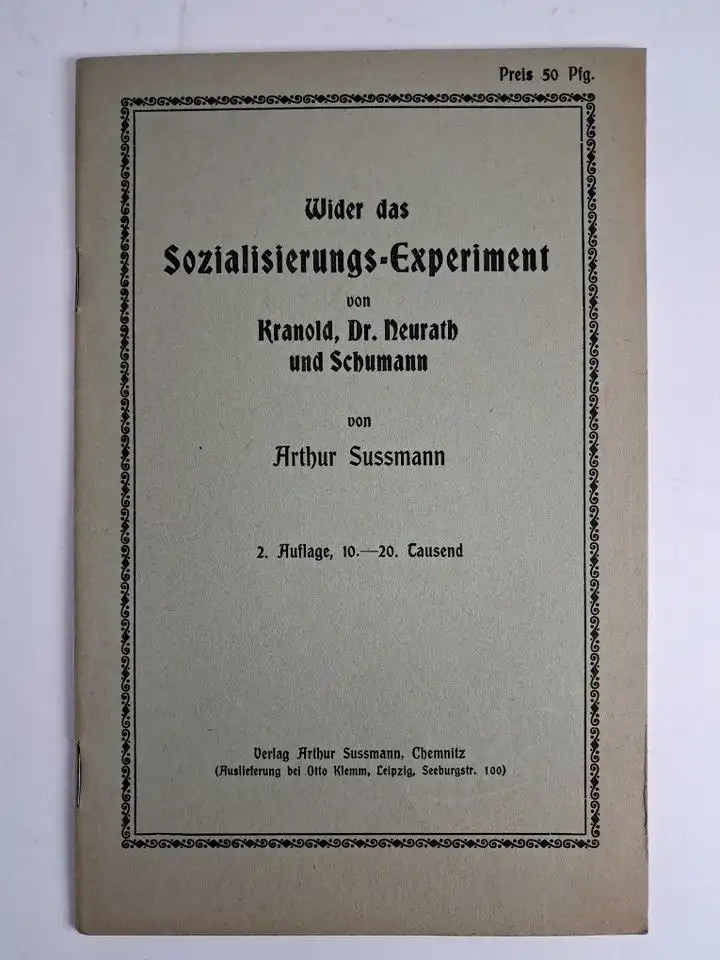 Preis 50 Pfg.
Wider das
Sozialisierungs-Experiment
von
Kranold, Dr. Neurath
und Schumann
von
Arthur Sussmann
2. Auflage, 10.—20. Tausend
Verlag Arthur Sussmann, Chemnitz
(Auslieferung bei Otto Klemm, Leipzig, Seeburgstr. 100)